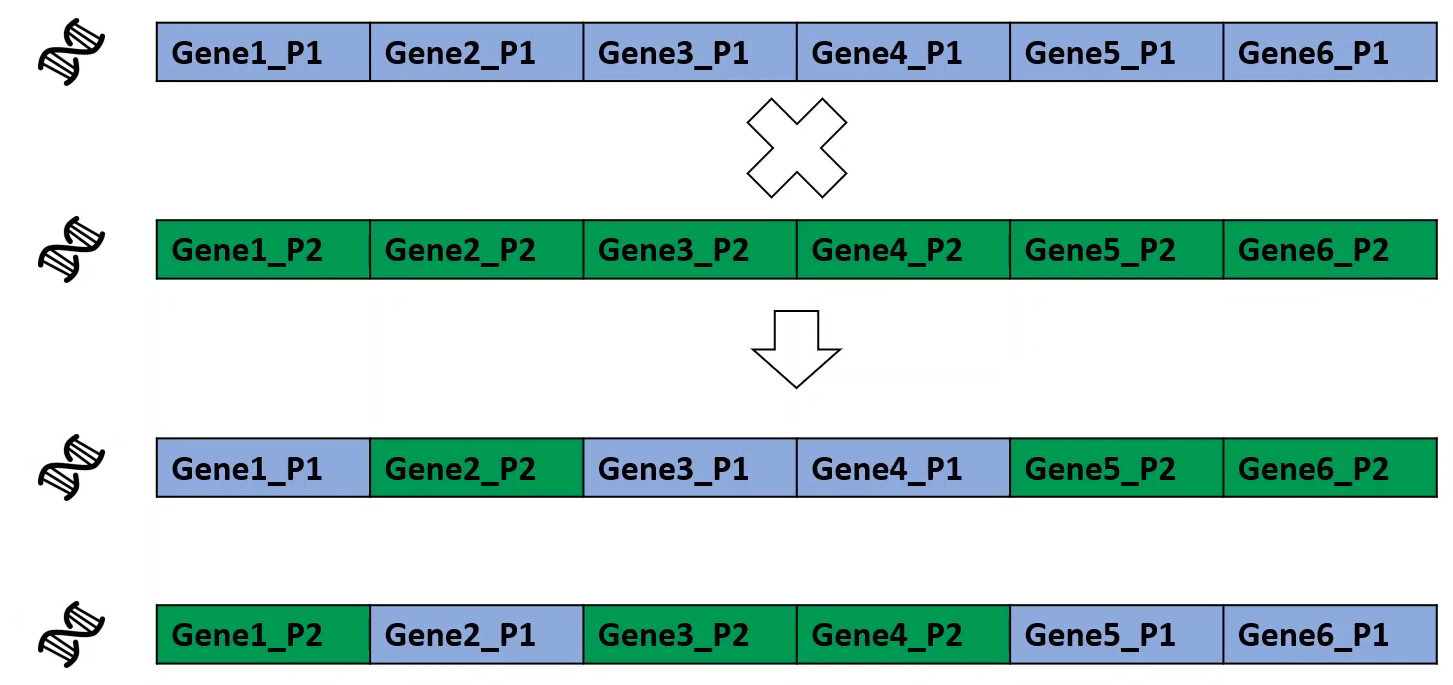 Gene1_P1 Gene2_P1 Gene3_P1 Gene4_P1 Gene5_P1 Gene6_P1
Gene1_P2 Gene2_P2 Gene3_P2 Gene4_P2 Gene5_P2 Gene6_P2
Gene1_P1 Gene2_P2 Gene3_P1 Gene4_P1 Gene5_P2 Gene6_P2
Gene1_P2 Gene2_P1 Gene3_P2 Gene4_P2 Gene5_P1 Gene6_P1